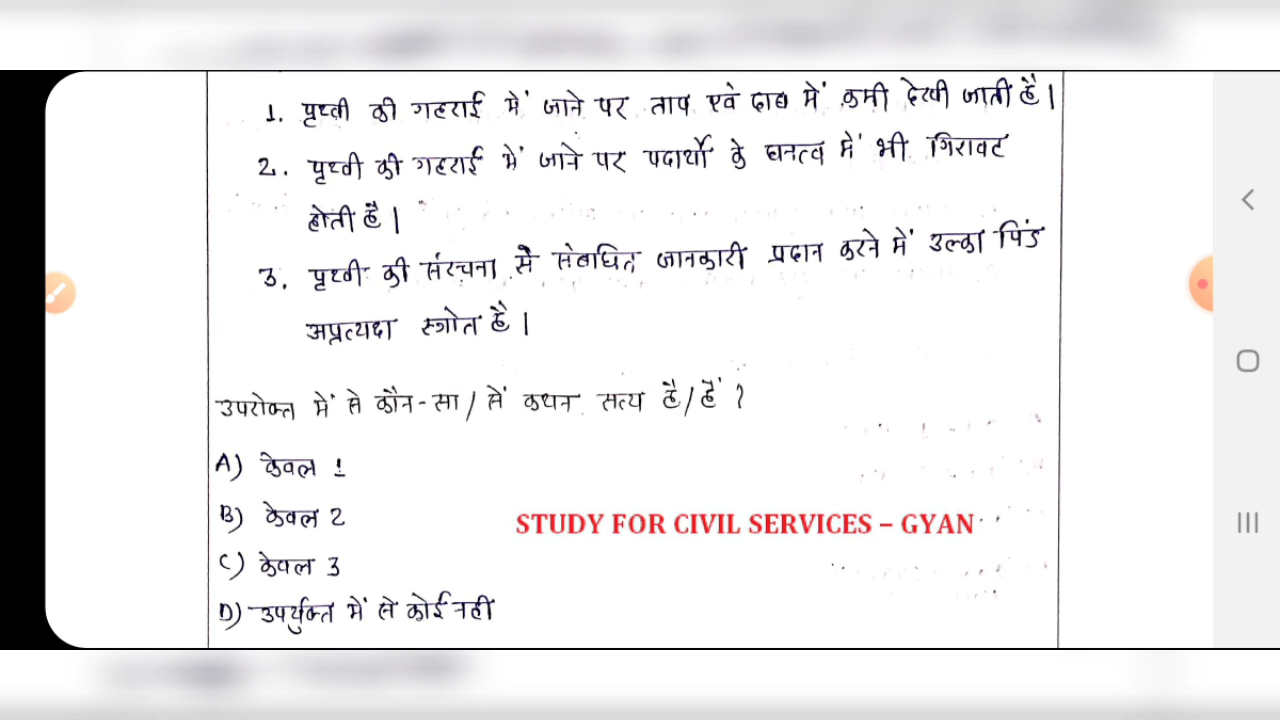 1. पृथ्वी की गहराई में जाने पर ताप एवं दाब में कमी देखी जाती है।
2. पृथ्वी की गहराई में जाने पर पदार्थो के घनत्व में भी गिरावट
होती है।
3. पृथ्वी की संरचना से संबधित जानकारी प्रदान करने में उल्का पिंड
अप्रत्यक्ष स्त्रोत है।
उपरोक्त में से कौन-सा/सें कथन सत्य है/हैं ?
A) केवल 1
B) केवल 2
STUDY FOR CIVIL SERVICES – GYAN
C) केवल 3
D) उपर्युक्त में से कोई नही